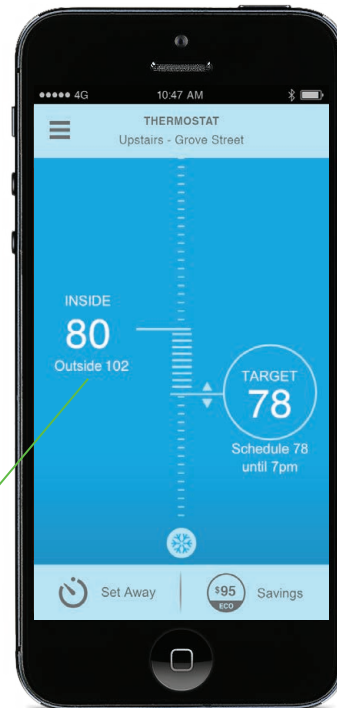 4G
10:47 AM
THERMOSTAT
Upstairs - Grove Street
INSIDE
80
Outside 102
TARGET
78
Schedule 78
until 7pm
Set Away
$95
ECO
Savings